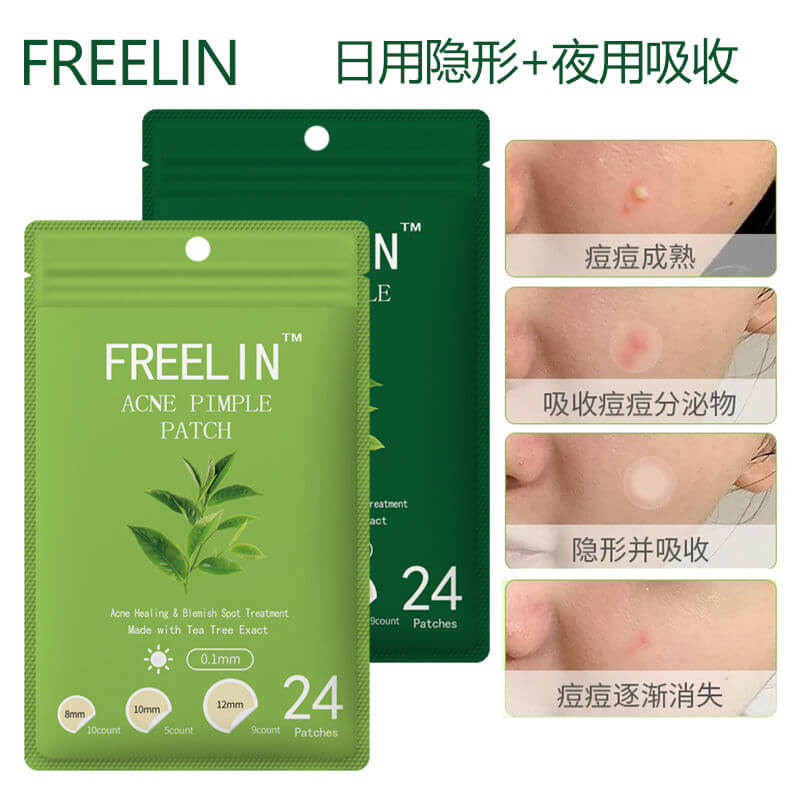 FREELIN
日用隐形+夜用吸收
N™
LE
reatment
act
9count
24
Patches
FREELIN™
ACNE PIMPLE
PATCH
Acne Healing & Blemish Spot Treatment
Made with Tea Tree Exact
0.1mm
8mm
10count
10mm
5count
12mm
9count
24
Patches
痘痘成熟
吸收痘痘分泌物
隐形并吸收
痘痘逐渐消失